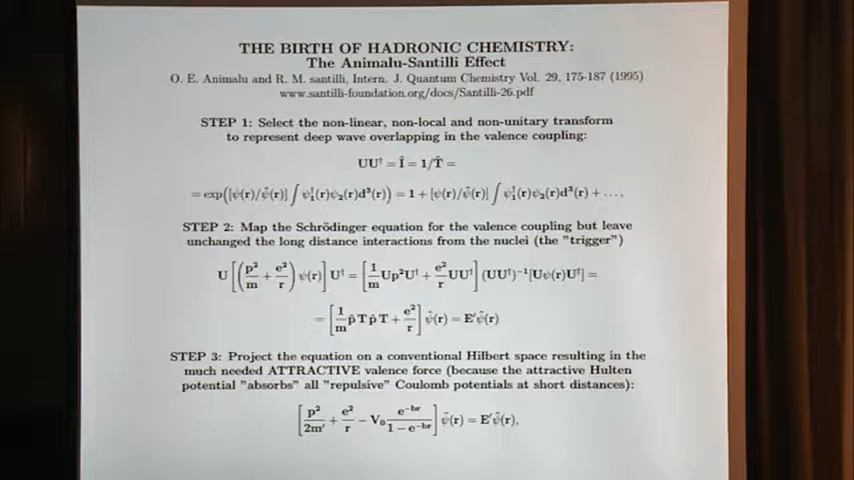 THE BIRTH OF HADRONIC CHEMISTRY:
The Animalu-Santilli Effect
O. E. Animalu and R. M. santilli, Intern. J. Quantum Chemistry Vol. 29, 175-187 (1995)
www.santilli-foundation.org/docs/Santilli-26.pdf
STEP 1: Select the non-linear, non-local and non-unitary transform
to represent deep wave overlapping in the valence coupling:
UU† = Î = 1/T̂ =
= exp([ψ(r)/ψ̂(r)] ∫ ψ₁†(r)ψ₂(r)d³(r)) = 1 + [ψ(r)/ψ̂(r)] ∫ ψ₁†(r)ψ₂(r)d³(r) + ...,
STEP 2: Map the Schrödinger equation for the valence coupling but leave
unchanged the long distance interactions from the nuclei (the "trigger")
U[(p²/m + e²/r) ψ(r)] U† = [1/m Up²U† + e²/r UU†] (UU†)⁻¹[Uψ(r)U†] =
= [1/m p̂ T p̂ T + e²/r] ψ̂(r) = E'ψ̂(r)
STEP 3: Project the equation on a conventional Hilbert space resulting in the
much needed ATTRACTIVE valence force (because the attractive Hulten
potential "absorbs" all "repulsive" Coulomb potentials at short distances):
[p²/2m' + e²/r − V₀ e⁻ᵇʳ/1 − e⁻ᵇʳ] ψ̂(r) = E'ψ̂(r),